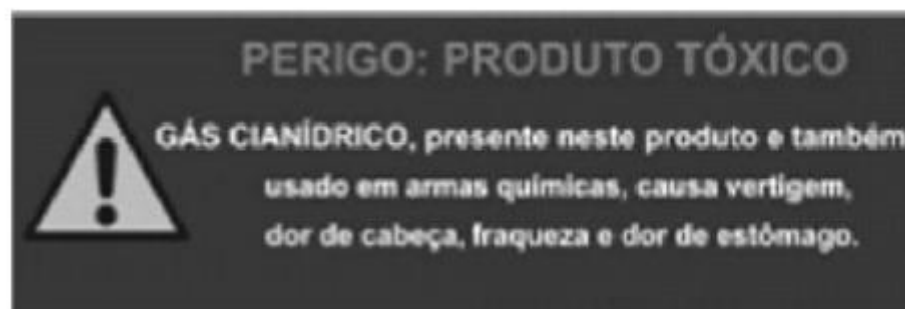 PERIGO: PRODUTO TÓXICO
GÁS CIANÍDRICO, presente neste produto e também
usado em armas químicas, causa vertigem,
dor de cabeça, fraqueza e dor de estômago.